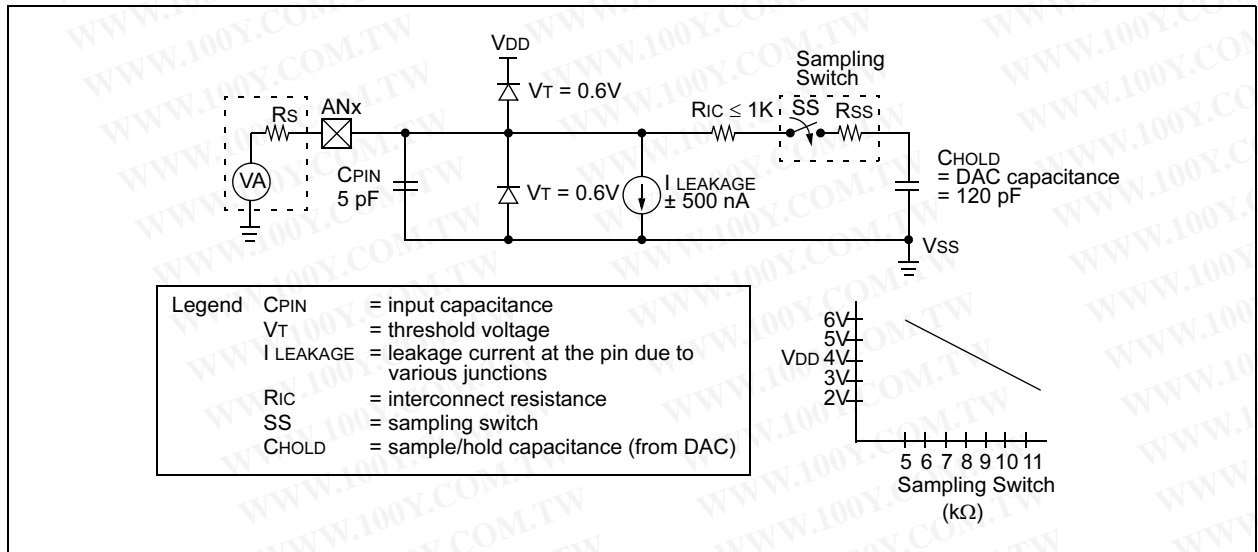 VDD
VT = 0.6V
RS
ANx
VA
CPIN
5 pF
VT = 0.6V
I LEAKAGE
± 500 nA
RIC ≤ 1K
Sampling
Switch
SS
RSS
CHOLD
= DAC capacitance
= 120 pF
VSS
Legend CPIN = input capacitance
VT = threshold voltage
I LEAKAGE = leakage current at the pin due to
various junctions
RIC = interconnect resistance
SS = sampling switch
CHOLD = sample/hold capacitance (from DAC)
6V
5V
VDD 4V
3V
2V
5 6 7 8 9 10 11
Sampling Switch
(kΩ)
WWW.100Y.COM.TW